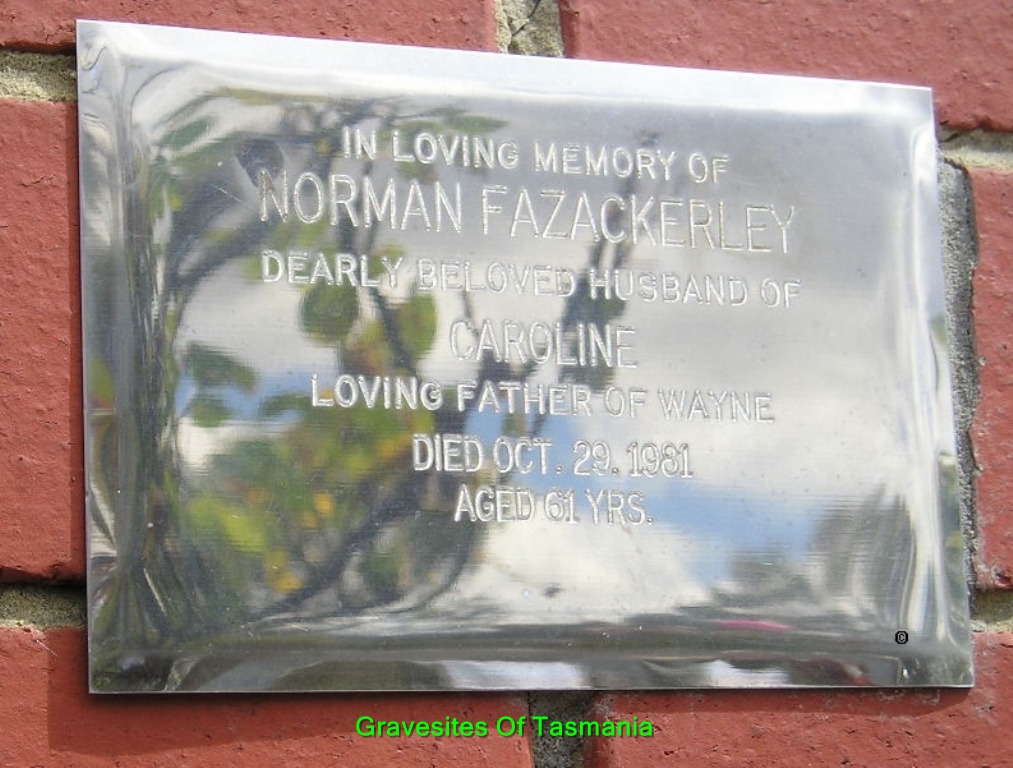 IN LOVING MEMORY OF
NORMAN FAZACKERLEY
DEARLY BELOVED HUSBAND OF
CAROLINE
LOVING FATHER OF WAYNE
DIED OCT. 29. 1981
AGED 61 YRS.
©
Gravesites Of Tasmania